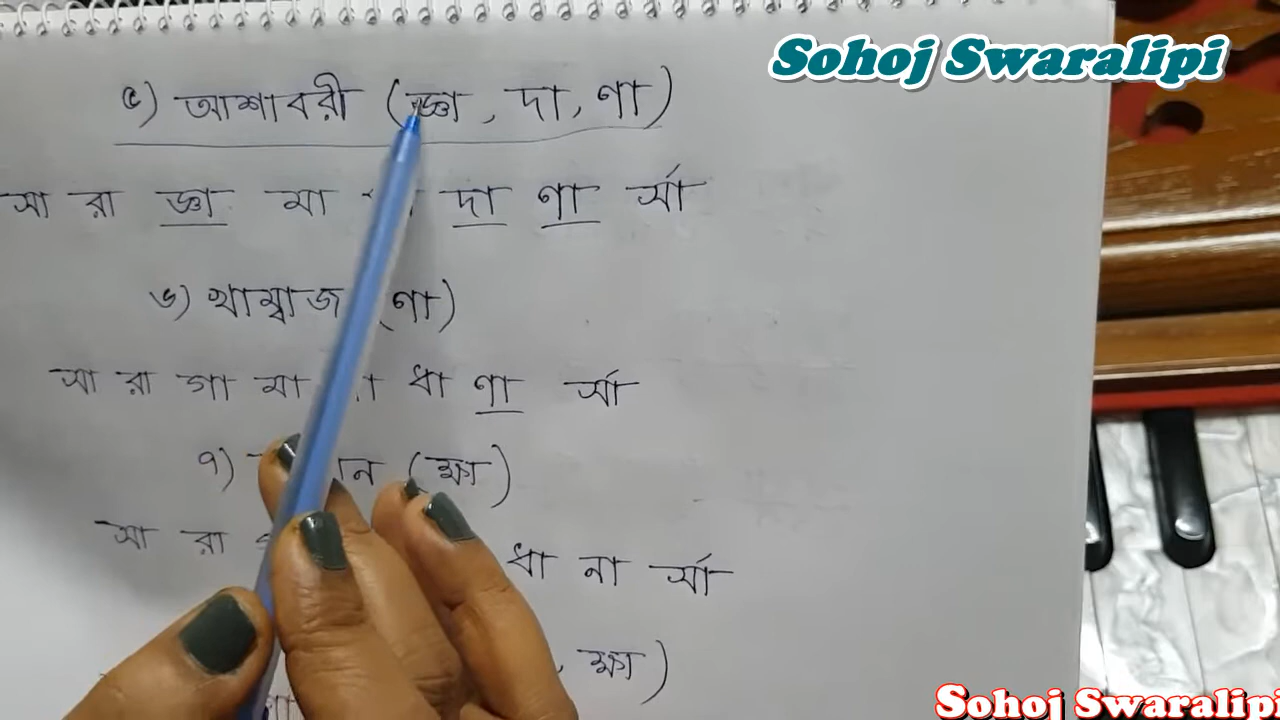 Sohoj Swaralipi
৫) আশাবরী (জ্ঞা, দা, ণা)
সা রা জ্ঞা মা দা ণা র্সা
৬) খাম্বাজ (ণা)
সা রা গা মা ধা ণা র্সা
৭) (ক্ষা)
সা রা ধা না র্সা
, ক্ষা)
Sohoj Swaralipi